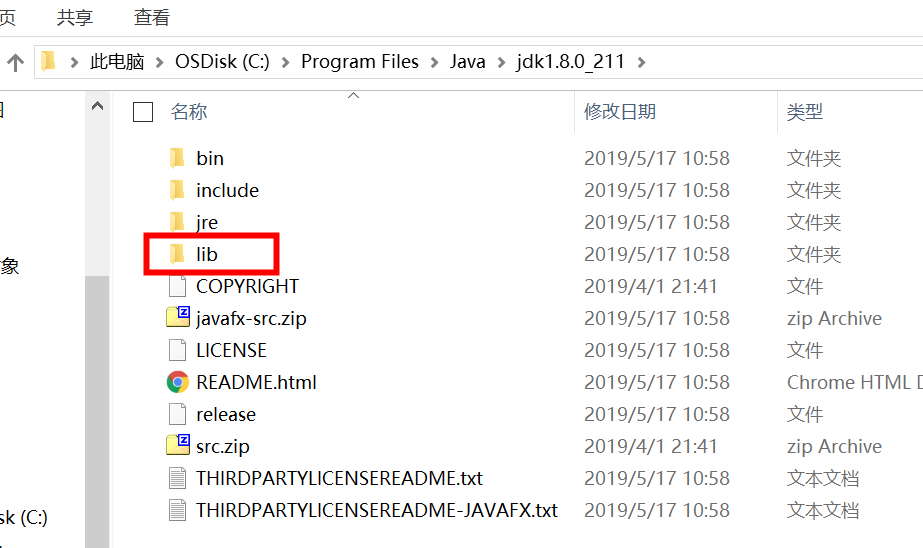 页 共享 查看
此电脑 OSDisk (C:) Program Files Java jdk1.8.0_211
名称 修改日期 类型
bin 2019/5/17 10:58 文件夹
include 2019/5/17 10:58 文件夹
jre 2019/5/17 10:58 文件夹
lib 2019/5/17 10:58 文件夹
象
COPYRIGHT 2019/4/1 21:41 文件
javafx-src.zip 2019/5/17 10:58 zip Archive
LICENSE 2019/5/17 10:58 文件
README.html 2019/5/17 10:58 Chrome HTML
release 2019/5/17 10:58 文件
src.zip 2019/4/1 21:41 zip Archive
THIRDPARTYLICENSEREADME.txt 2019/5/17 10:58 文本文档
THIRDPARTYLICENSEREADME-JAVAFX.txt 2019/5/17 10:58 文本文档
sk (C:)